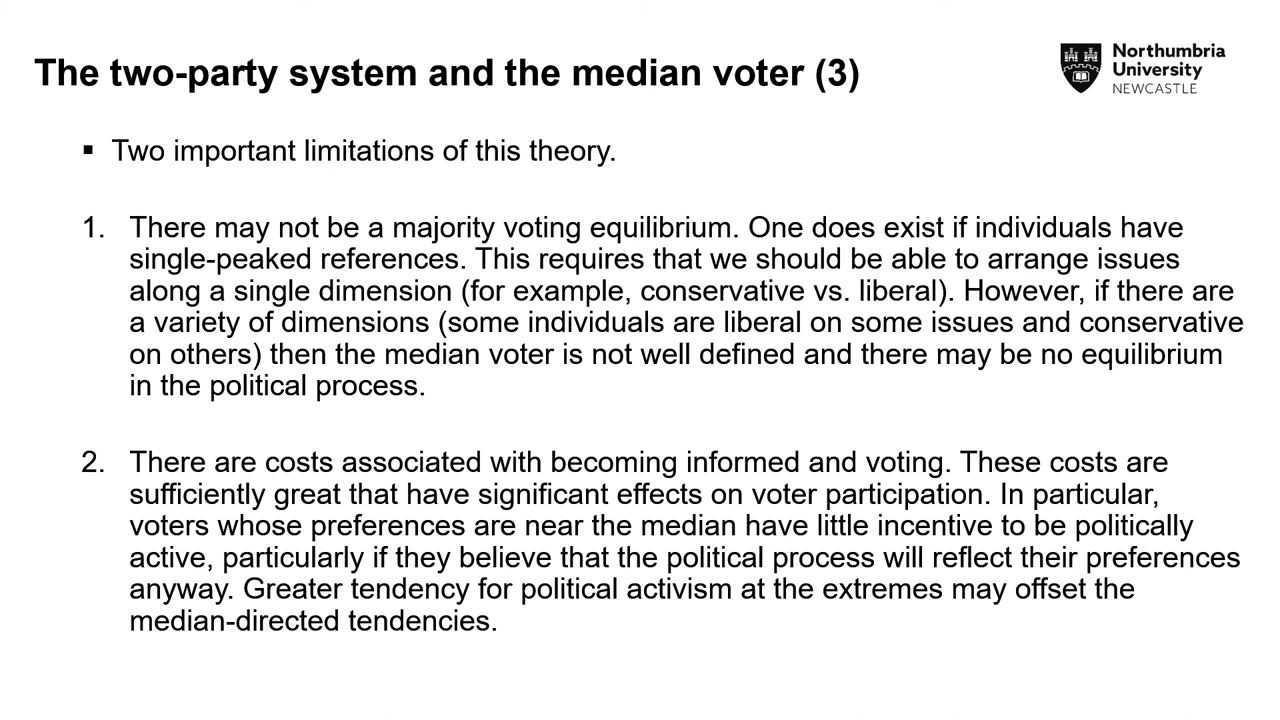 The two-party system and the median voter (3)
Northumbria
University
NEWCASTLE
▪ Two important limitations of this theory.
1. There may not be a majority voting equilibrium. One does exist if individuals have
single-peaked references. This requires that we should be able to arrange issues
along a single dimension (for example, conservative vs. liberal). However, if there are
a variety of dimensions (some individuals are liberal on some issues and conservative
on others) then the median voter is not well defined and there may be no equilibrium
in the political process.
2. There are costs associated with becoming informed and voting. These costs are
sufficiently great that have significant effects on voter participation. In particular,
voters whose preferences are near the median have little incentive to be politically
active, particularly if they believe that the political process will reflect their preferences
anyway. Greater tendency for political activism at the extremes may offset the
median-directed tendencies.